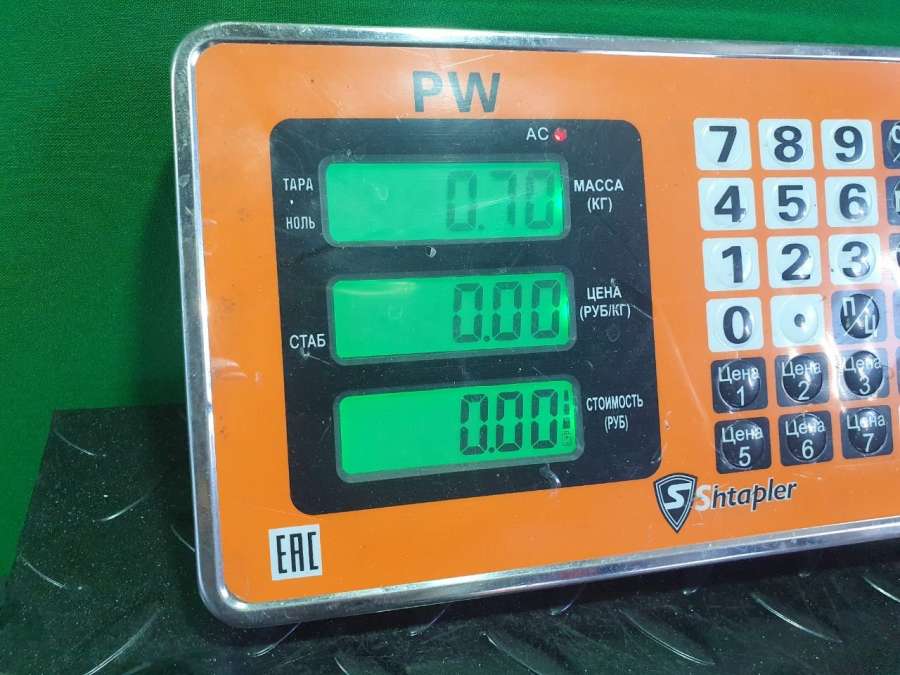 PW
AC
ТАРА
НОЛЬ
0.70
МАССА
(КГ)
СТАБ
0.00
ЦЕНА
(РУБ/КГ)
0.00
СТОИМОСТЬ
(РУБ)
7 8 9
4 5 6
1 2 3
0 . П/Ц
Цена 1 Цена 2 Цена 3
Цена 5 Цена 6 Цена 7
Shtapler
EAC